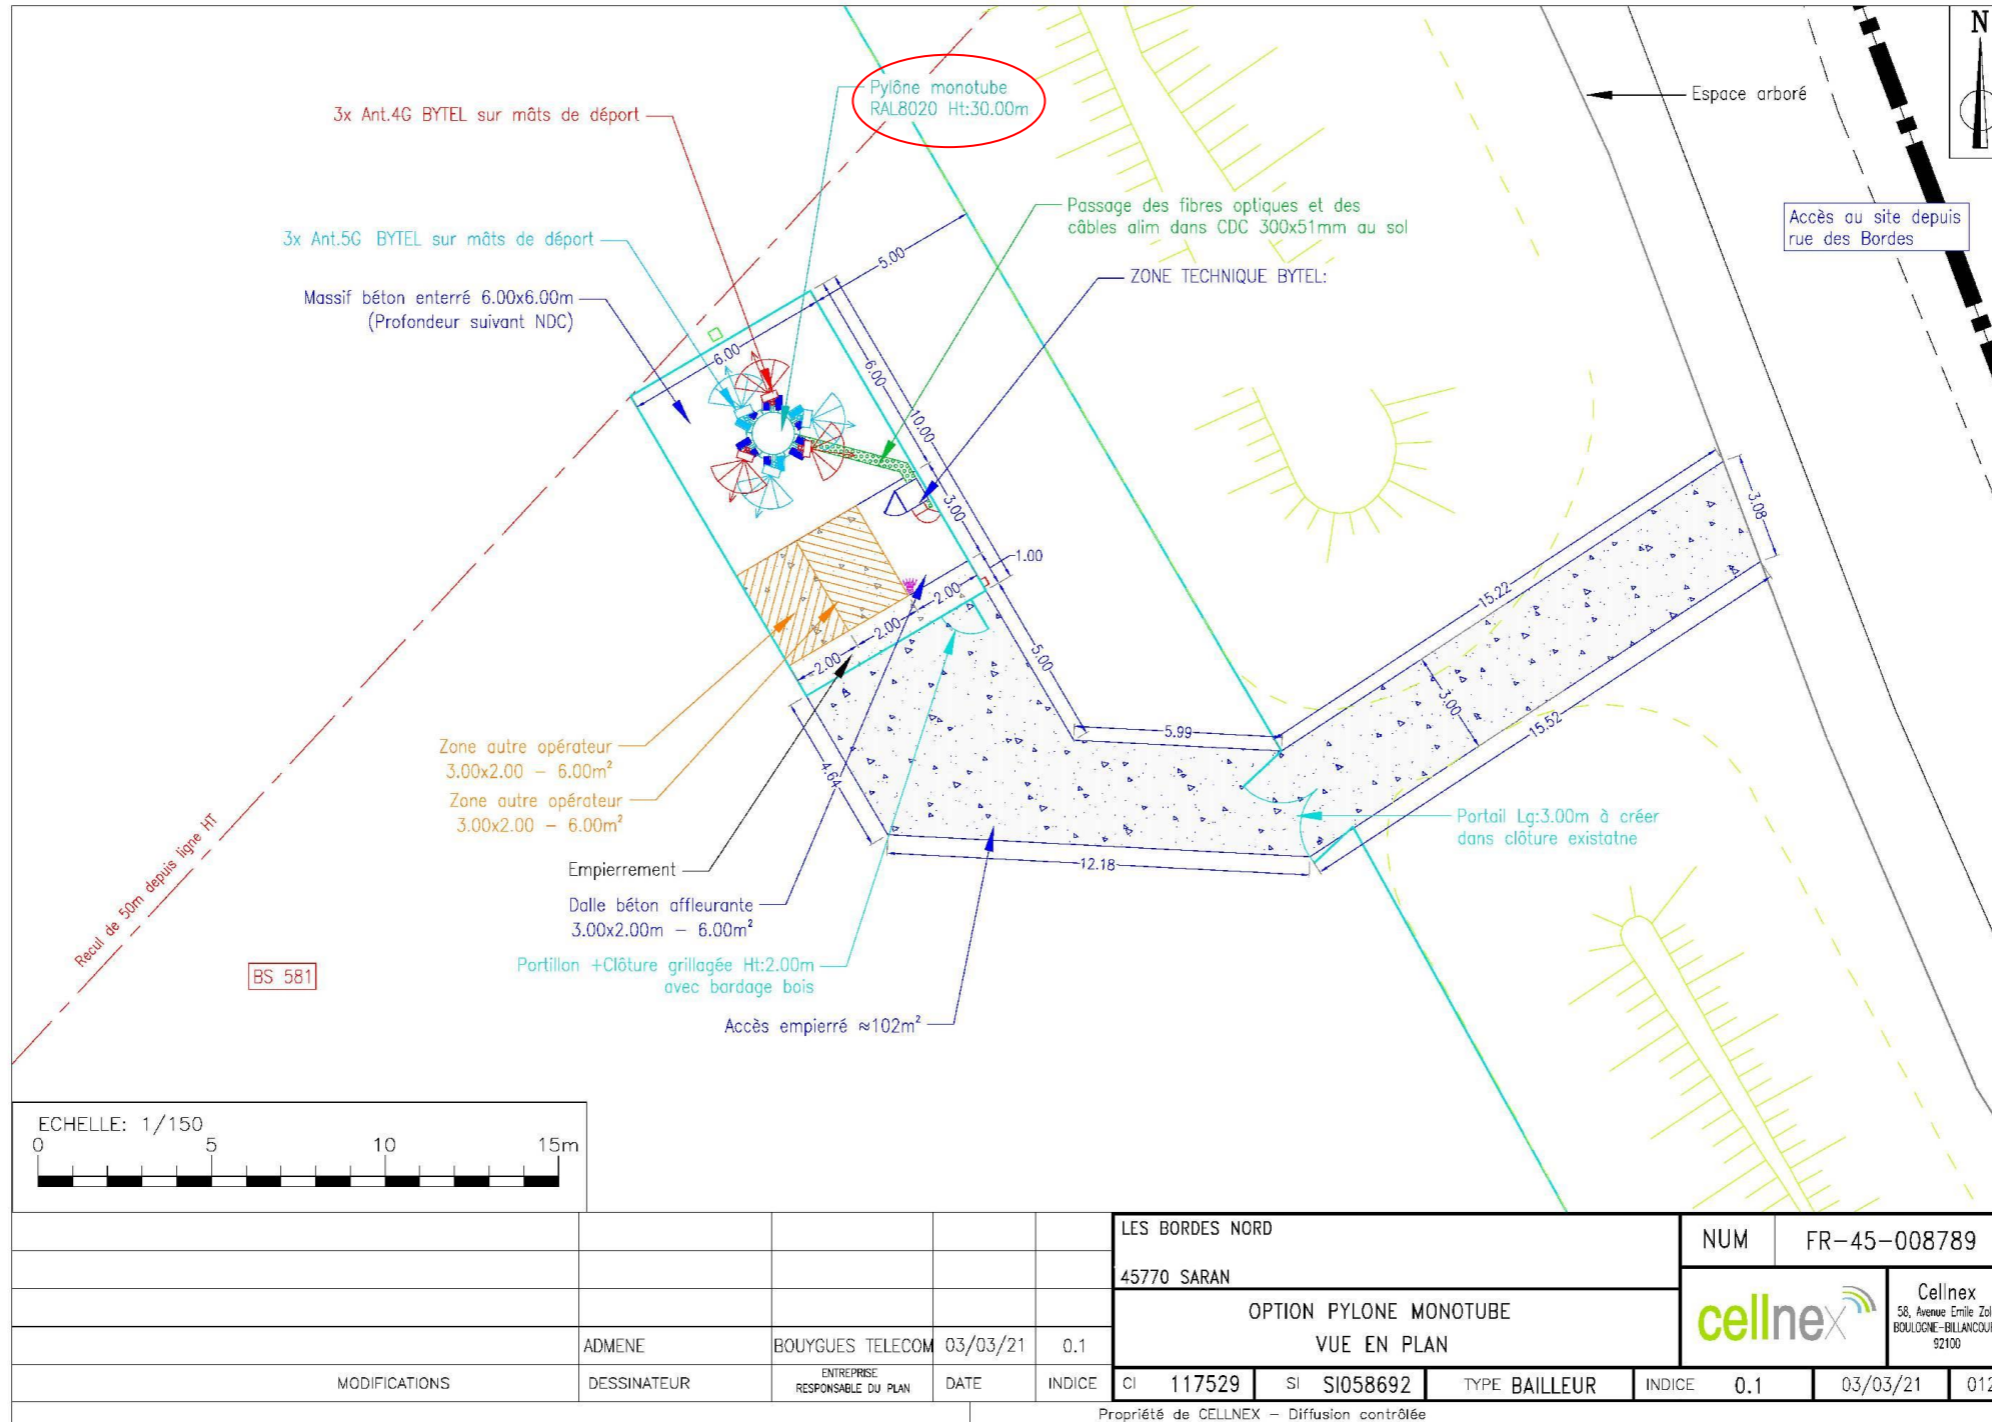 Pylône monotube
RAL8020 Ht:30.00m
N
3x Ant.4G BYTEL sur mâts de déport
Espace arboré
Passage des fibres optiques et des
câbles alim dans CDC 300x51mm au sol
Accès au site depuis
rue des Bordes
3x Ant.5G BYTEL sur mâts de déport
5.00
ZONE TECHNIQUE BYTEL:
Massif béton enterré 6.00x6.00m
(Profondeur suivant NDC)
6.00
6.00
10.00
3.00
1.00
2.00
2.00
2.00
5.00
3.08
15.22
3.00
15.52
5.99
4.64
12.18
Zone autre opérateur
3.00x2.00 – 6.00m²
Zone autre opérateur
3.00x2.00 – 6.00m²
Portail Lg:3.00m à créer
dans clôture existatne
Empierrement
Dalle béton affleurante
3.00x2.00m – 6.00m²
Portillon +Clôture grillagée Ht:2.00m
avec bardage bois
Accès empierré ≈102m²
Recul de 50m depuis ligne HT
BS 581
ECHELLE: 1/150
0 5 10 15m
LES BORDES NORD
45770 SARAN
NUM FR-45-008789
OPTION PYLONE MONOTUBE
VUE EN PLAN
cellnex
Cellnex
58, Avenue Emile Zol
BOULOGNE-BILLANCOUR
92100
ADMENE BOUYGUES TELECOM 03/03/21 0.1
MODIFICATIONS DESSINATEUR ENTREPRISE
RESPONSABLE DU PLAN DATE INDICE
CI 117529 SI SI058692 TYPE BAILLEUR INDICE 0.1 03/03/21 012
Propriété de CELLNEX – Diffusion contrôlée